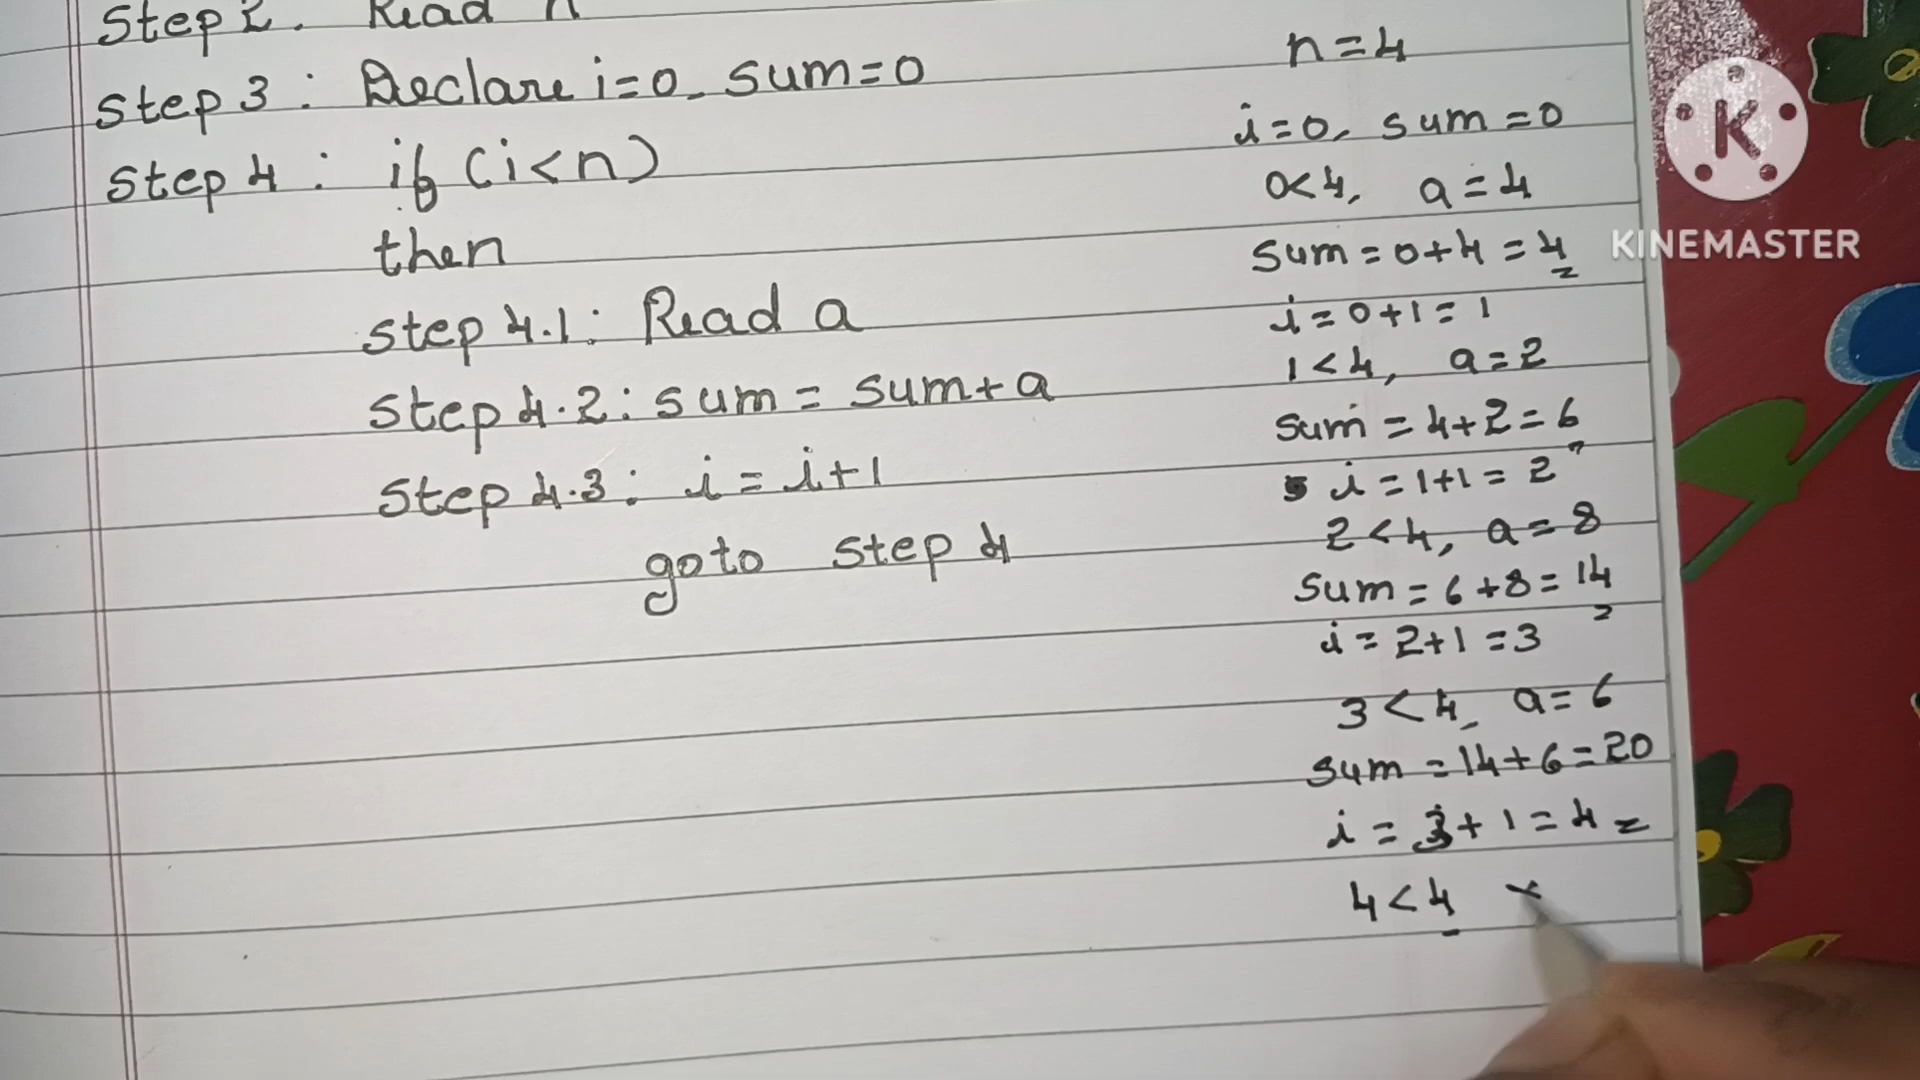 Step 2. Read n
Step 3 : Declare i=0, sum=0
Step 4 : if (i<n)
then
Step 4.1: Read a
Step 4.2: sum = sum+a
Step 4.3: i = i+1
goto step 4
n=4
i=0, sum=0
0<4, a=4
sum=0+4=4
i=0+1=1
1<4, a=2
sum=4+2=6
i=1+1=2
2<4, a=8
sum=6+8=14
i=2+1=3
3<4, a=6
sum=14+6=20
i=3+1=4
4<4 x
K
KINEMASTER